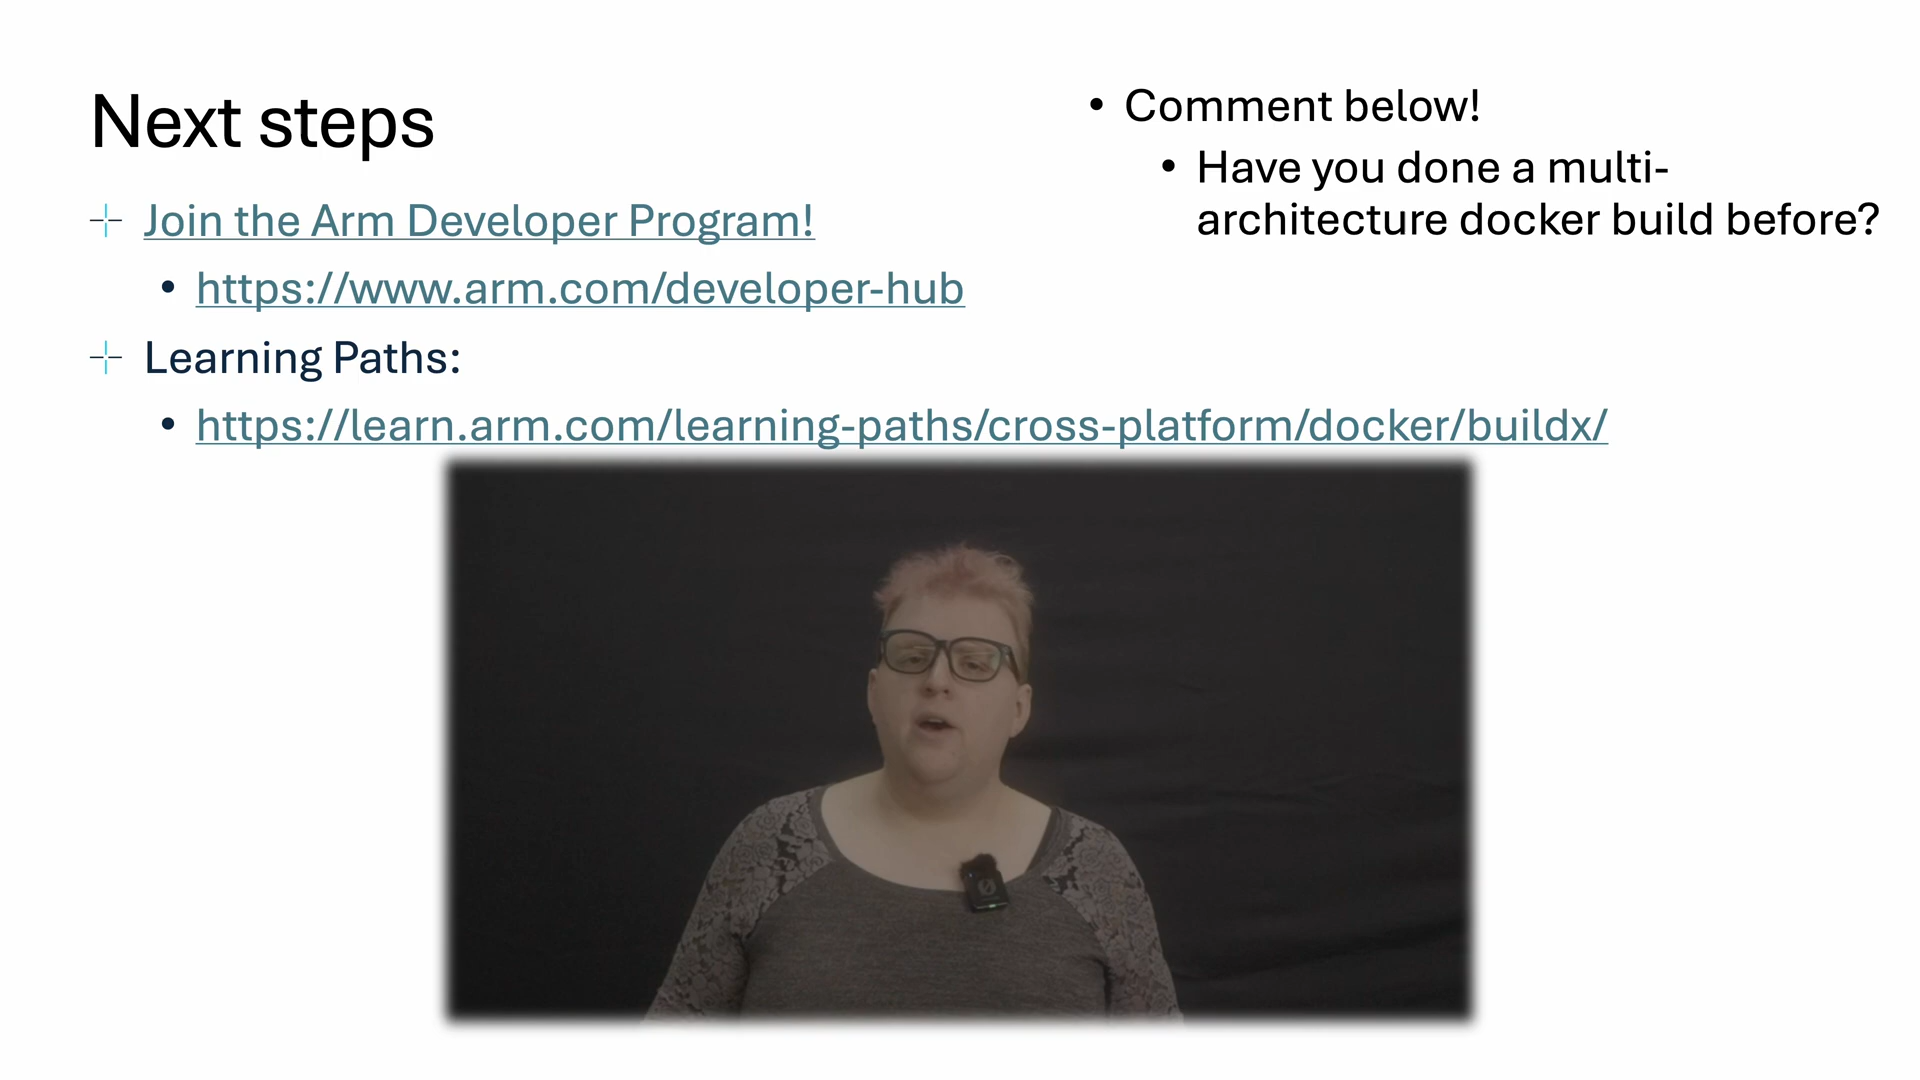 Next steps
Join the Arm Developer Program!
• https://www.arm.com/developer-hub
Learning Paths:
• https://learn.arm.com/learning-paths/cross-platform/docker/buildx/
• Comment below!
• Have you done a multi-
architecture docker build before?